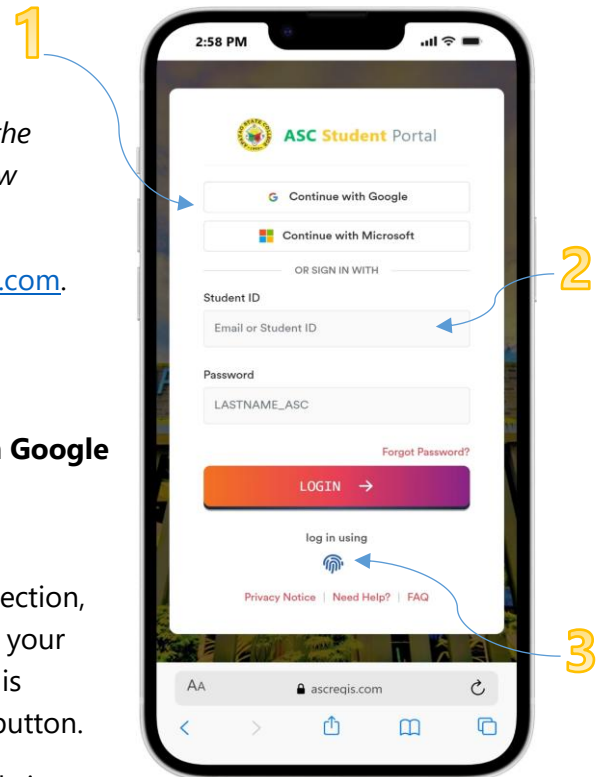 1
the
w
.com.
Google
ection,
your
is
button.
2:58 PM
ASC Student Portal
Continue with Google
Continue with Microsoft
OR SIGN IN WITH
Student ID
Email or Student ID
2
Password
LASTNAME_ASC
Forgot Password?
LOGIN →
log in using
Privacy Notice | Need Help? | FAQ
3
AA
ascreqis.com